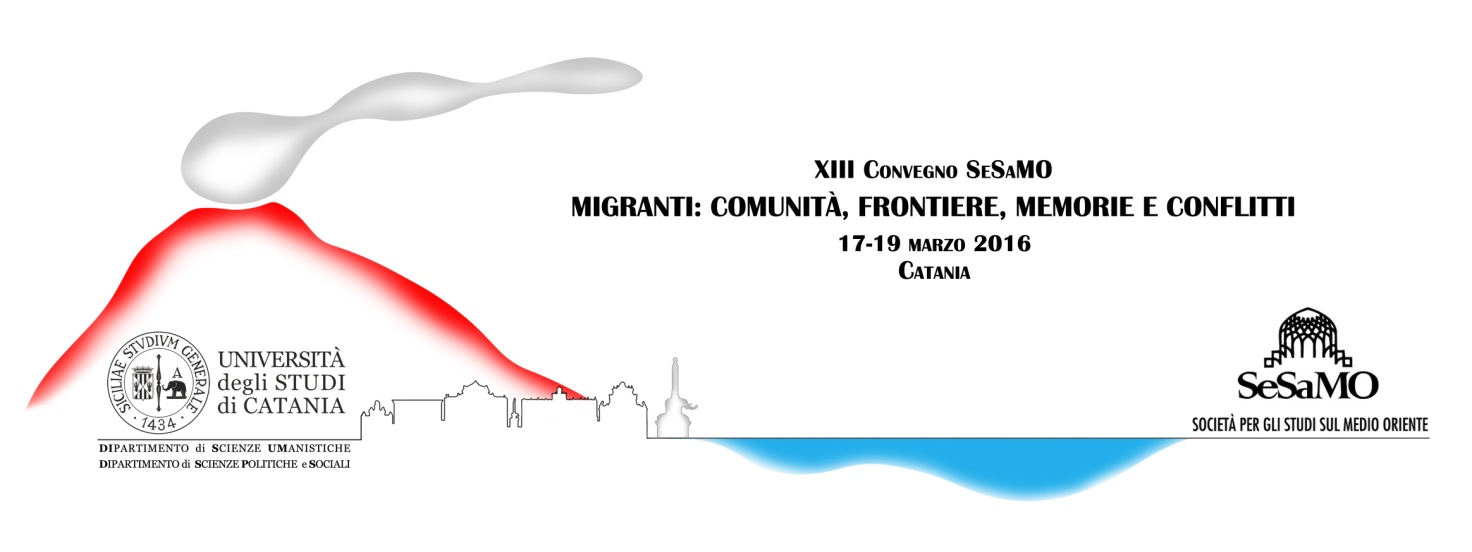 XIII Convegno SeSaMO
MIGRANTI: COMUNITÀ, FRONTIERE, MEMORIE E CONFLITTI
17-19 marzo 2016
Catania
SICILIAE STVDIVM GENERALE
· 1434 ·
A
UNIVERSITÀ
degli STUDI
di CATANIA
DIPARTIMENTO di SCIENZE UMANISTICHE
DIPARTIMENTO di SCIENZE POLITICHE e SOCIALI
SeSaMO
SOCIETÀ PER GLI STUDI SUL MEDIO ORIENTE